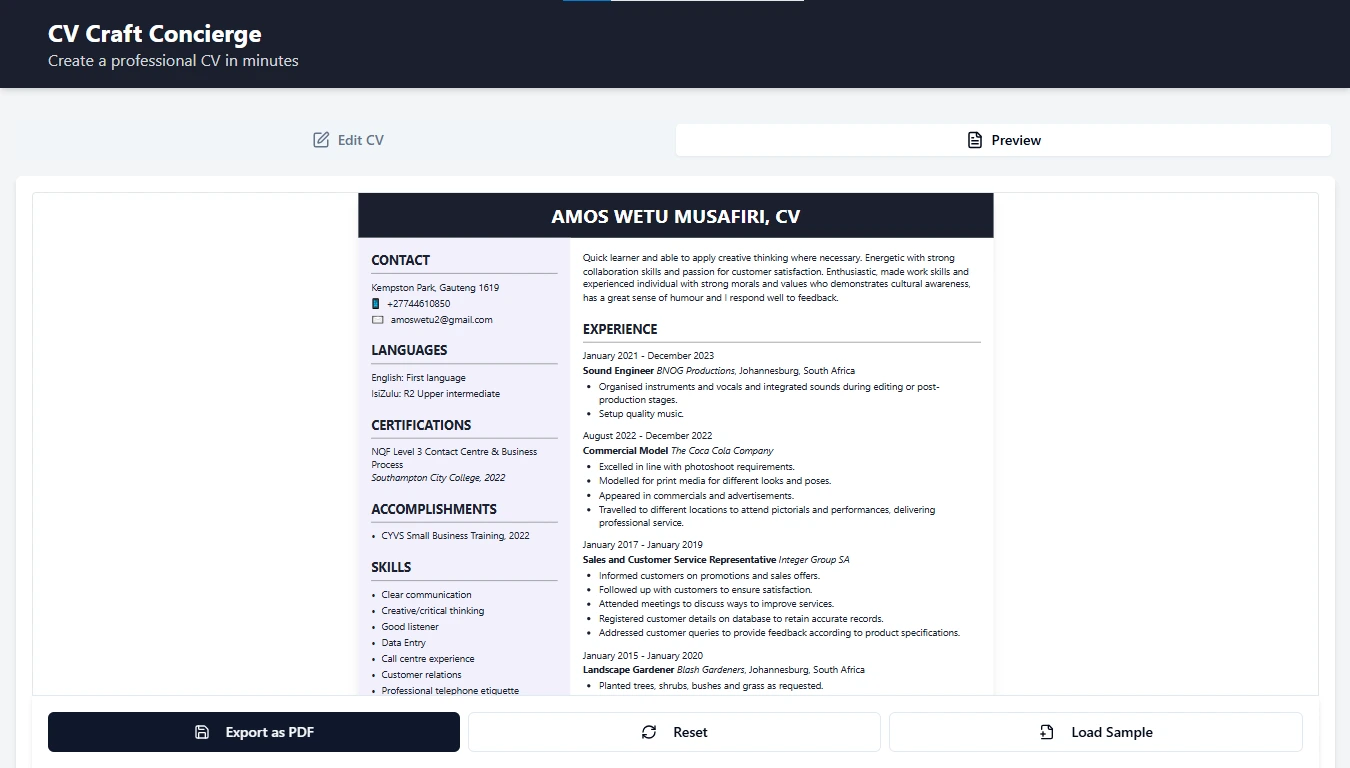 CV Craft Concierge
Create a professional CV in minutes
Edit CV
Preview
AMOS WETU MUSAFIRI, CV
CONTACT
Kempston Park, Gauteng 1619
+27744610850
amoswetu2@gmail.com
LANGUAGES
English: First language
IsiZulu: R2 Upper intermediate
CERTIFICATIONS
NQF Level 3 Contact Centre & Business
Process
Southampton City College, 2022
ACCOMPLISHMENTS
• CYVS Small Business Training, 2022
SKILLS
• Clear communication
• Creative/critical thinking
• Good listener
• Data Entry
• Call centre experience
• Customer relations
• Professional telephone etiquette
Quick learner and able to apply creative thinking where necessary. Energetic with strong
collaboration skills and passion for customer satisfaction. Enthusiastic, made work skills and
experienced individual with strong morals and values who demonstrates cultural awareness,
has a great sense of humour and I respond well to feedback.
EXPERIENCE
January 2021 - December 2023
Sound Engineer BNOG Productions, Johannesburg, South Africa
• Organised instruments and vocals and integrated sounds during editing or post-
production stages.
• Setup quality music.
August 2022 - December 2022
Commercial Model The Coca Cola Company
• Excelled in line with photoshoot requirements.
• Modelled for print media for different looks and poses.
• Appeared in commercials and advertisements.
• Travelled to different locations to attend pictorials and performances, delivering
professional service.
January 2017 - January 2019
Sales and Customer Service Representative Integer Group SA
• Informed customers on promotions and sales offers.
• Followed up with customers to ensure satisfaction.
• Attended meetings to discuss ways to improve services.
• Registered customer details on database to retain accurate records.
• Addressed customer queries to provide feedback according to product specifications.
January 2015 - January 2020
Landscape Gardener Blash Gardeners, Johannesburg, South Africa
• Planted trees, shrubs, bushes and grass as requested.
Export as PDF
Reset
Load Sample